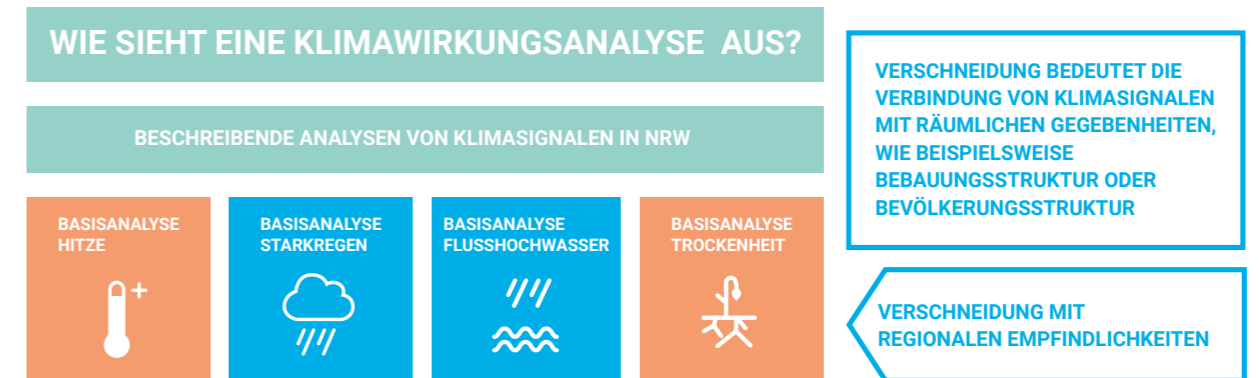 WIE SIEHT EINE KLIMAWIRKUNGSANALYSE AUS?
BESCHREIBENDE ANALYSEN VON KLIMASIGNALEN IN NRW
BASISANALYSE
HITZE
BASISANALYSE
STARKREGEN
BASISANALYSE
FLUSSHOCHWASSER
BASISANALYSE
TROCKENHEIT
VERSCHNEIDUNG BEDEUTET DIE
VERBINDUNG VON KLIMASIGNALEN
MIT RÄUMLICHEN GEGEBENHEITEN,
WIE BEISPIELSWEISE
BEBAUUNGSSTRUKTUR ODER
BEVÖLKERUNGSSTRUKTUR
VERSCHNEIDUNG MIT
REGIONALEN EMPFINDLICHKEITEN